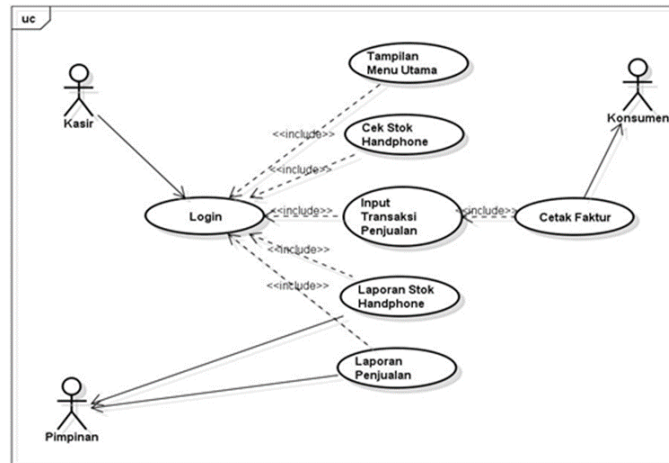 uc
Kasir
Tampilan
Menu Utama
Konsumen
<<include>>
Cek Stok
Handphone
<<include>>
Login
<<include>>
Input
Transaksi
Penjualan
<<include>>
Cetak Faktur
<<include>>
Laporan Stok
Handphone
<<include>>
Laporan
Penjualan
Pimpinan